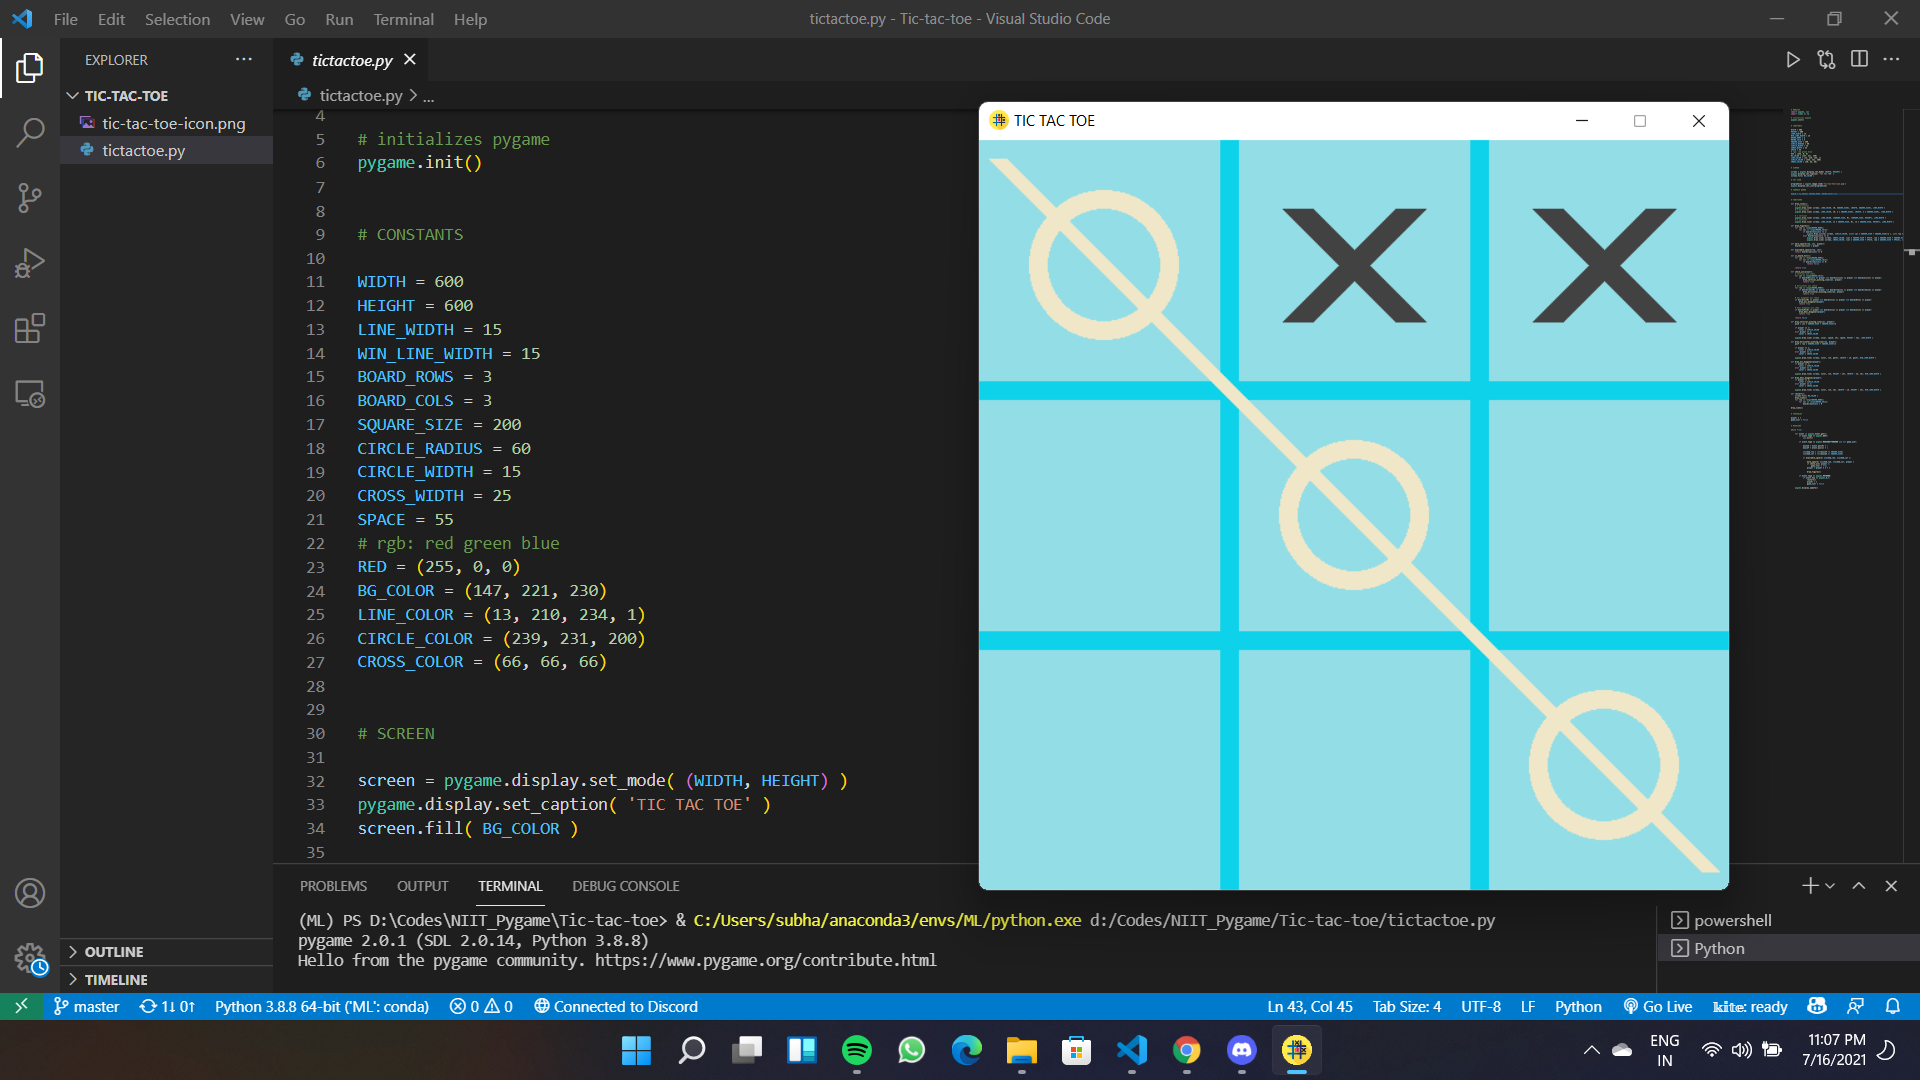 File Edit Selection View Go Run Terminal Help
tictactoe.py - Tic-tac-toe - Visual Studio Code
EXPLORER
TIC-TAC-TOE
tic-tac-toe-icon.png
tictactoe.py
OUTLINE
TIMELINE
tictactoe.py
tictactoe.py > ...
4
5 # initializes pygame
6 pygame.init()
7
8
9 # CONSTANTS
10
11 WIDTH = 600
12 HEIGHT = 600
13 LINE_WIDTH = 15
14 WIN_LINE_WIDTH = 15
15 BOARD_ROWS = 3
16 BOARD_COLS = 3
17 SQUARE_SIZE = 200
18 CIRCLE_RADIUS = 60
19 CIRCLE_WIDTH = 15
20 CROSS_WIDTH = 25
21 SPACE = 55
22 # rgb: red green blue
23 RED = (255, 0, 0)
24 BG_COLOR = (147, 221, 230)
25 LINE_COLOR = (13, 210, 234, 1)
26 CIRCLE_COLOR = (239, 231, 200)
27 CROSS_COLOR = (66, 66, 66)
28
29
30 # SCREEN
31
32 screen = pygame.display.set_mode( (WIDTH, HEIGHT) )
33 pygame.display.set_caption( 'TIC TAC TOE' )
34 screen.fill( BG_COLOR )
35
TIC TAC TOE
PROBLEMS OUTPUT TERMINAL DEBUG CONSOLE
(ML) PS D:\Codes\NIIT_Pygame\Tic-tac-toe> & C:/Users/subha/anaconda3/envs/ML/python.exe d:/Codes/NIIT_Pygame/Tic-tac-toe/tictactoe.py
pygame 2.0.1 (SDL 2.0.14, Python 3.8.8)
Hello from the pygame community. https://www.pygame.org/contribute.html
powershell
Python
master 1↓ 0↑ Python 3.8.8 64-bit ('ML': conda) 0 0 Connected to Discord Ln 43, Col 45 Tab Size: 4 UTF-8 LF Python Go Live kite: ready
ENG
IN
11:07 PM
7/16/2021